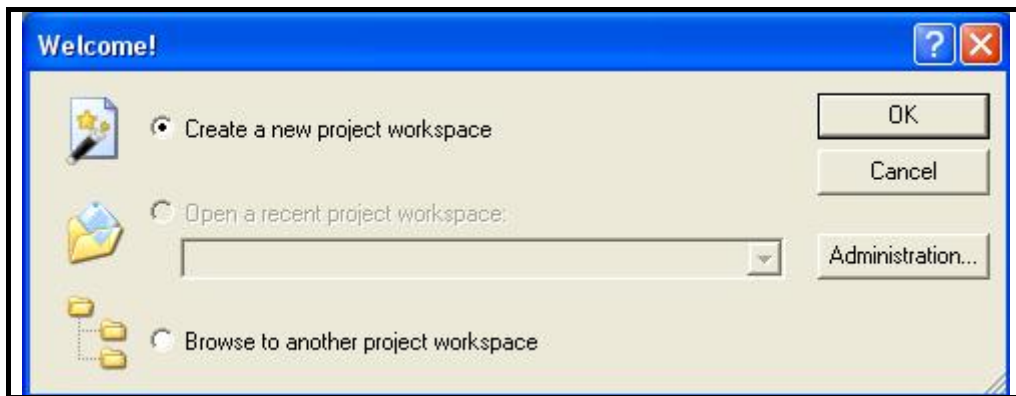 Welcome!
Create a new project workspace
OK
Cancel
Open a recent project workspace:
Administration...
Browse to another project workspace